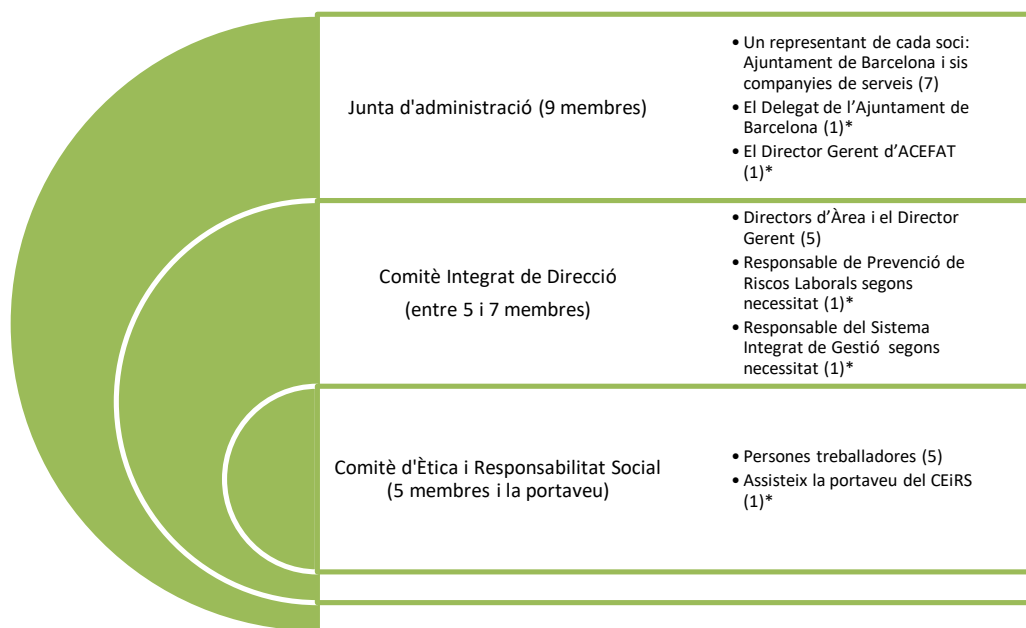 Junta d'administració (9 membres)
• Un representant de cada soci:
Ajuntament de Barcelona i sis
companyies de serveis (7)
• El Delegat de l’Ajuntament de
Barcelona (1)*
• El Director Gerent d’ACEFAT
(1)*
Comitè Integrat de Direcció
(entre 5 i 7 membres)
• Directors d’Àrea i el Director
Gerent (5)
• Responsable de Prevenció de
Riscos Laborals segons
necessitat (1)*
• Responsable del Sistema
Integrat de Gestió segons
necessitat (1)*
Comitè d'Ètica i Responsabilitat Social
(5 membres i la portaveu)
• Persones treballadores (5)
• Assisteix la portaveu del CEiRS
(1)*